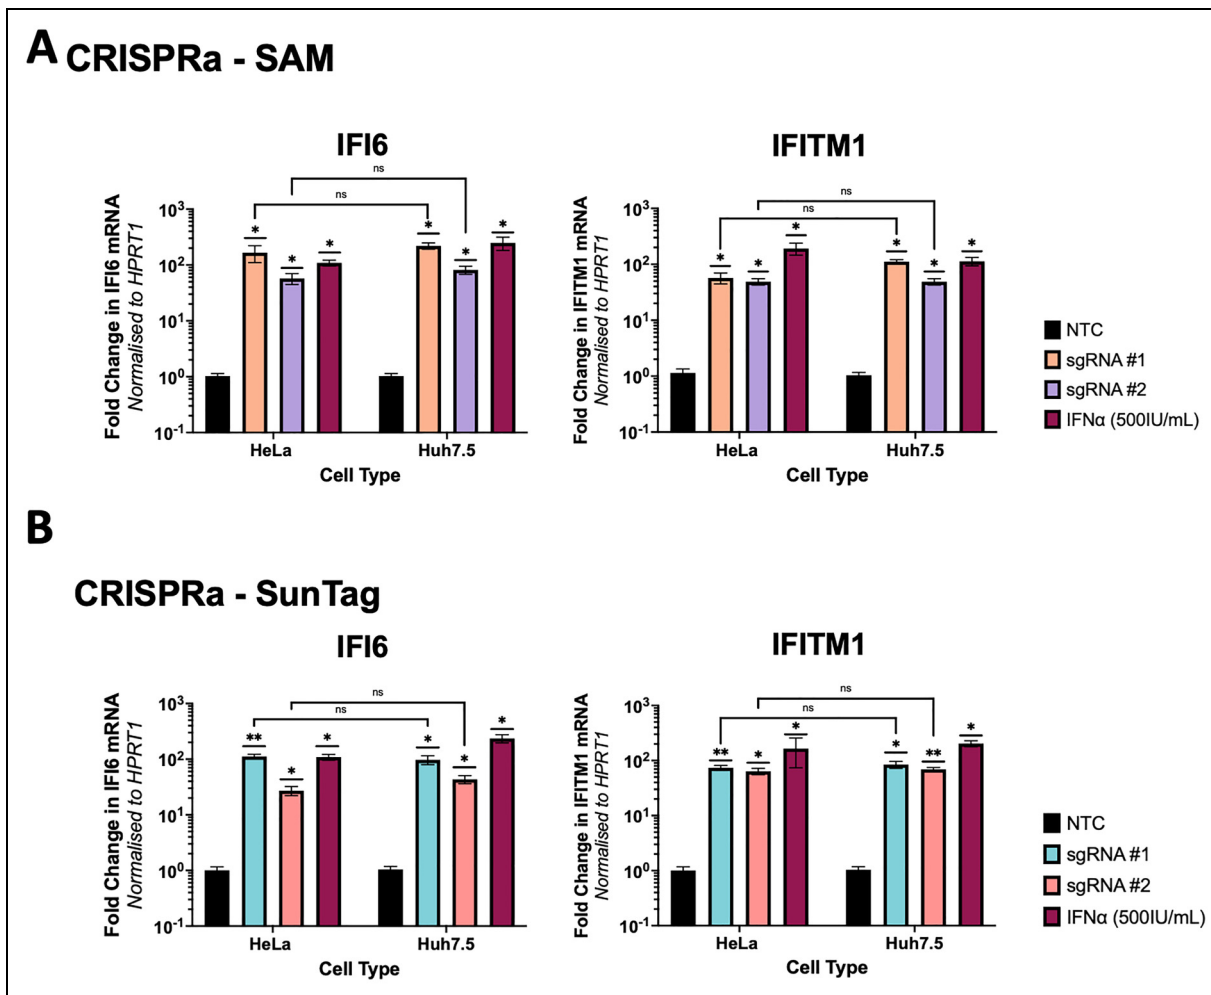 A CRISPRa - SAM
IFI6
ns
ns
Fold Change in IFI6 mRNA
Normalised to HPRT1
10³
10²
10¹
10⁰
10⁻¹
* * * * * *
HeLa Huh7.5
Cell Type
IFITM1
ns
ns
Fold Change in IFITM1 mRNA
Normalised to HPRT1
10³
10²
10¹
10⁰
10⁻¹
* * * * * *
HeLa Huh7.5
Cell Type
NTC
sgRNA #1
sgRNA #2
IFNα (500IU/mL)
B
CRISPRa - SunTag
IFI6
ns
ns
Fold Change in IFI6 mRNA
Normalised to HPRT1
10³
10²
10¹
10⁰
10⁻¹
** * * * * *
HeLa Huh7.5
Cell Type
IFITM1
ns
ns
Fold Change in IFITM1 mRNA
Normalised to HPRT1
10³
10²
10¹
10⁰
10⁻¹
** * * * ** *
HeLa Huh7.5
Cell Type
NTC
sgRNA #1
sgRNA #2
IFNα (500IU/mL)